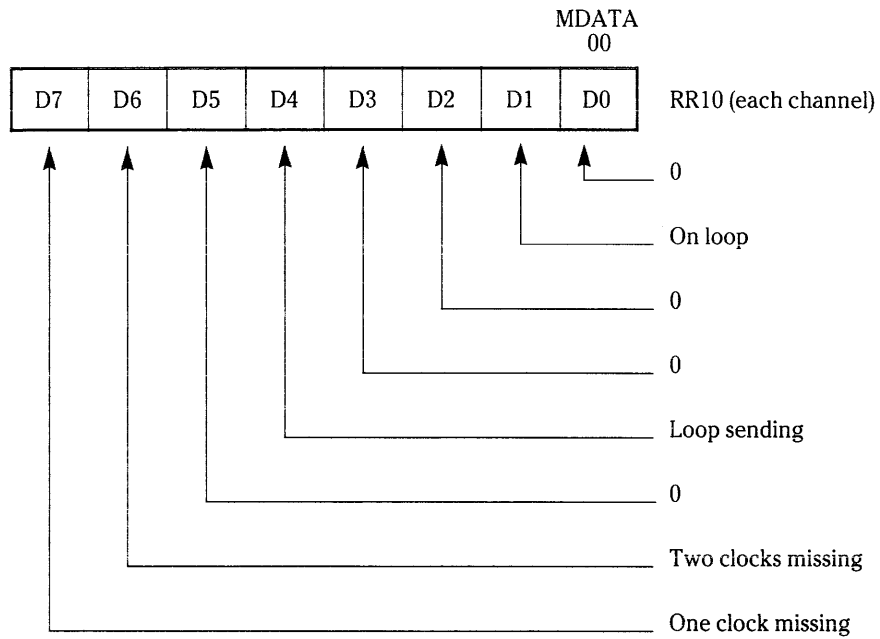 MDATA
00
D7 D6 D5 D4 D3 D2 D1 D0 RR10 (each channel)
0
On loop
0
0
Loop sending
0
Two clocks missing
One clock missing